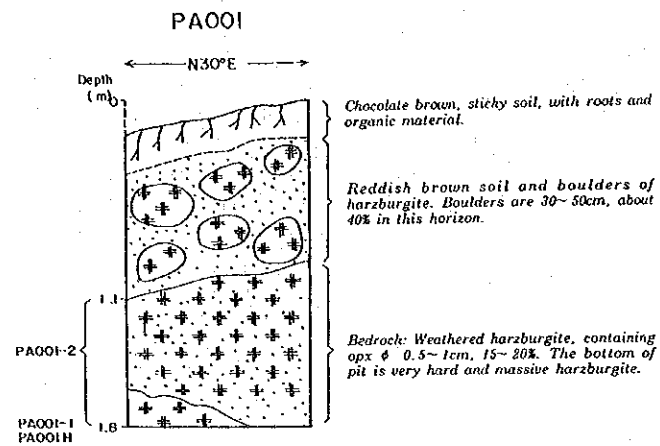 PA001
N30°E
Depth
(m)
0
Chocolate brown, sticky soil, with roots and
organic material.
Reddish brown soil and boulders of
harzburgite. Boulders are 30~50cm, about
40% in this horizon.
1.1
PA001-2
Bedrock: Weathered harzburgite, containing
opx ϕ 0.5~1cm, 15~20%. The bottom of
pit is very hard and massive harzburgite.
PA001-1
PA001H
1.8